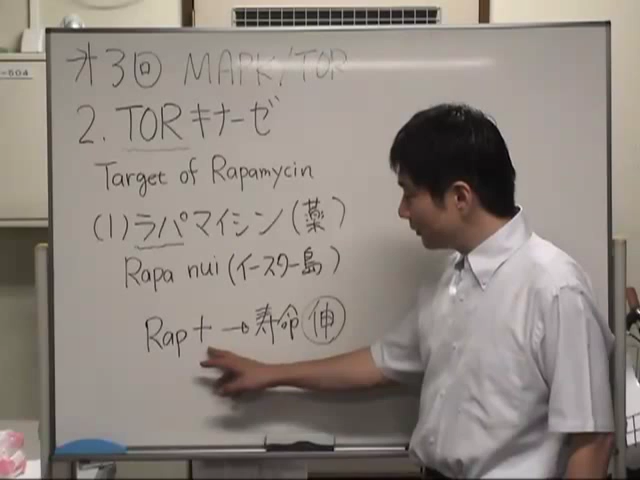 オ3回 MAPK/TOR
2. TORキナーゼ
Target of Rapamycin
(1) ラパマイシン(薬)
Rapa nui (イースター島)
Rap + → 寿命 伸
-504